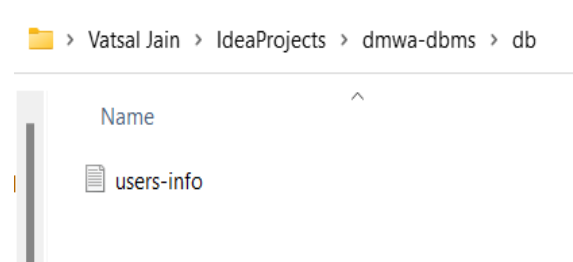 > Vatsal Jain > IdeaProjects > dmwa-dbms > db
Name
users-info